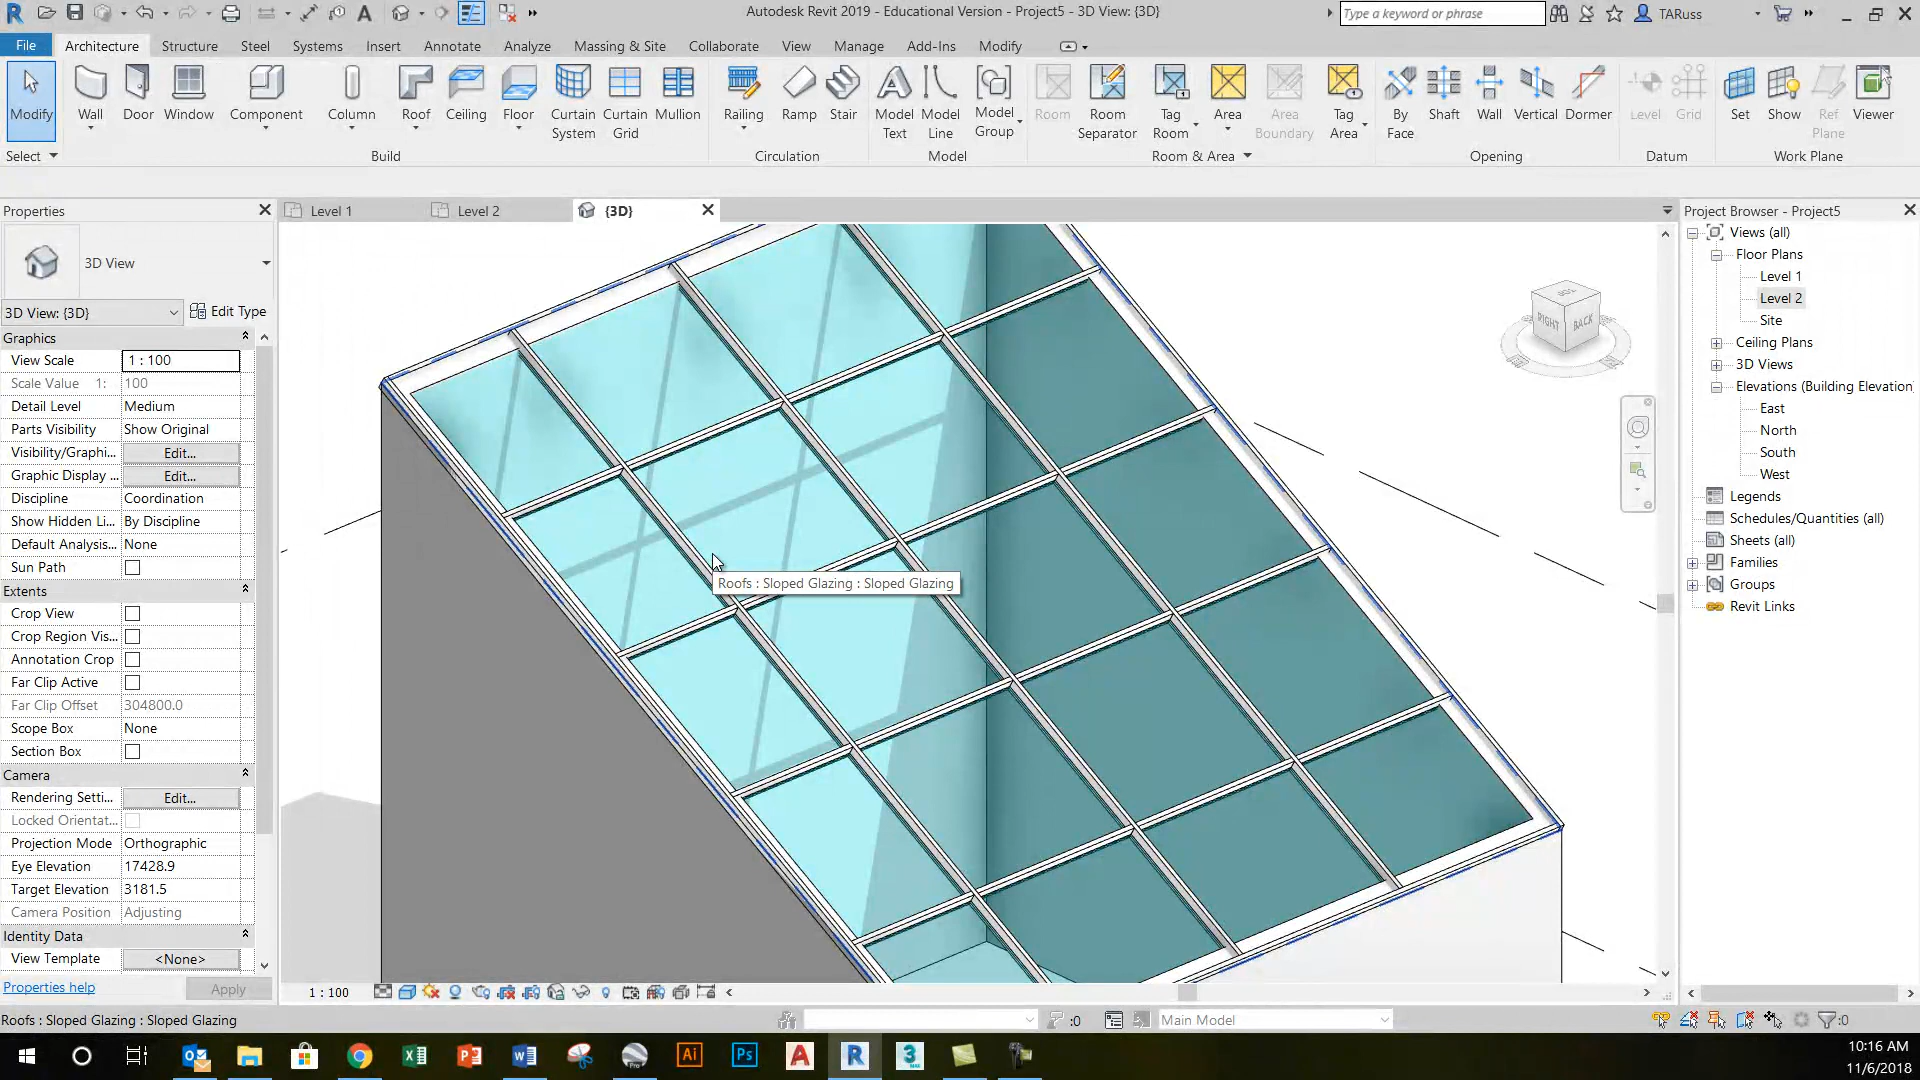 Autodesk Revit 2019 - Educational Version - Project5 - 3D View: {3D}
Type a keyword or phrase
TARuss
File
Architecture
Structure
Steel
Systems
Insert
Annotate
Analyze
Massing & Site
Collaborate
View
Manage
Add-Ins
Modify
Modify
Wall
Door
Window
Component
Column
Roof
Ceiling
Floor
Curtain System
Curtain Grid
Mullion
Railing
Ramp
Stair
Model Text
Model Line
Model Group
Room
Room Separator
Tag Room
Area
Area Boundary
Tag Area
By Face
Shaft
Wall
Vertical
Dormer
Level
Grid
Set
Show
Ref Plane
Viewer
Select
Build
Circulation
Model
Room & Area
Opening
Datum
Work Plane
Properties
Level 1
Level 2
{3D}
Project Browser - Project5
3D View
3D View: {3D}
Edit Type
Graphics
View Scale 1 : 100
Scale Value 1: 100
Detail Level Medium
Parts Visibility Show Original
Visibility/Graphi... Edit...
Graphic Display ... Edit...
Discipline Coordination
Show Hidden Li... By Discipline
Default Analysis... None
Sun Path
Extents
Crop View
Crop Region Vis...
Annotation Crop
Far Clip Active
Far Clip Offset 304800.0
Scope Box None
Section Box
Camera
Rendering Setti... Edit...
Locked Orientat...
Projection Mode Orthographic
Eye Elevation 17428.9
Target Elevation 3181.5
Camera Position Adjusting
Identity Data
View Template <None>
Properties help
Apply
Roofs : Sloped Glazing : Sloped Glazing
TOP
RIGHT
BACK
Views (all)
Floor Plans
Level 1
Level 2
Site
Ceiling Plans
3D Views
Elevations (Building Elevation
East
North
South
West
Legends
Schedules/Quantities (all)
Sheets (all)
Families
Groups
Revit Links
1 : 100
Roofs : Sloped Glazing : Sloped Glazing
:0
Main Model
:0
10:16 AM
11/6/2018